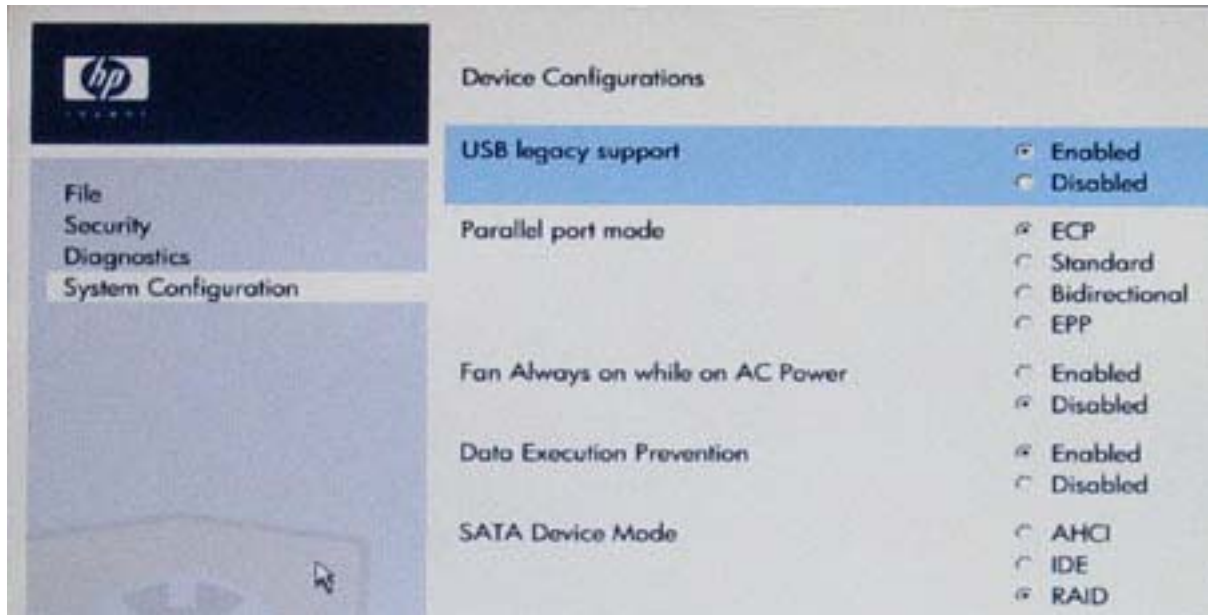 hp
invent
File
Security
Diagnostics
System Configuration
Device Configurations
USB legacy support
Enabled
Disabled
Parallel port mode
ECP
Standard
Bidirectional
EPP
Fan Always on while on AC Power
Enabled
Disabled
Data Execution Prevention
Enabled
Disabled
SATA Device Mode
AHCI
IDE
RAID